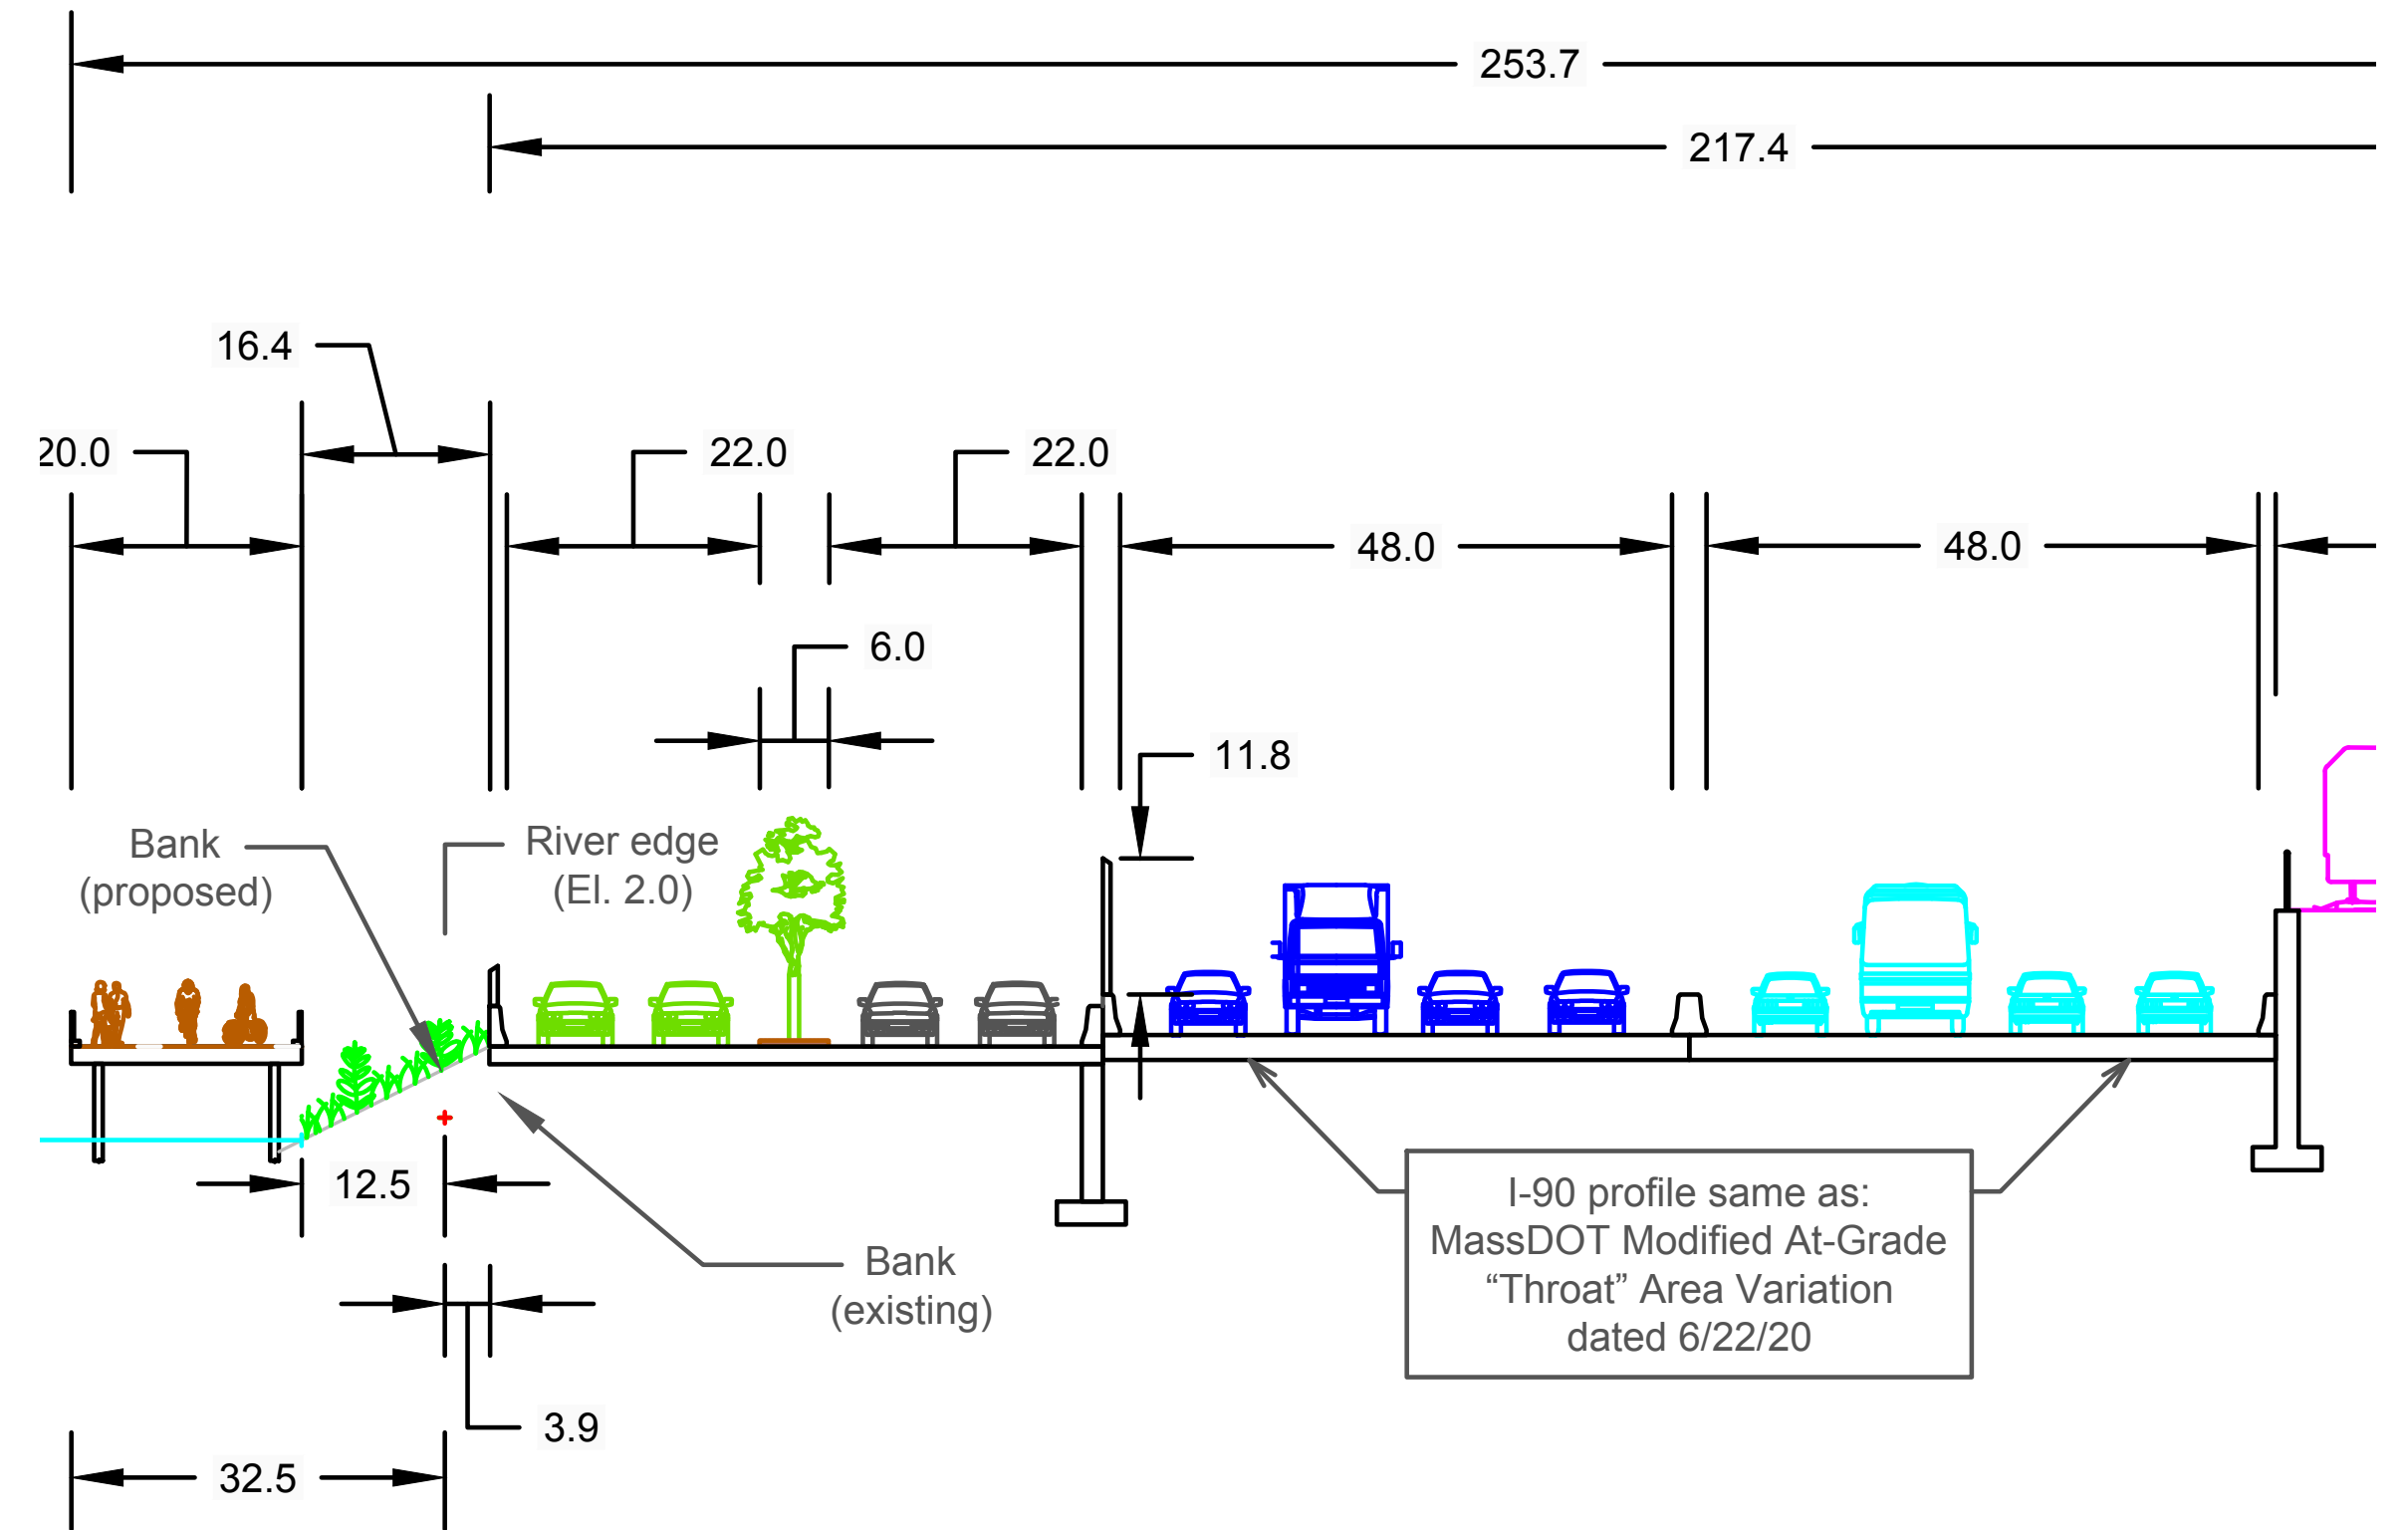 253.7
217.4
16.4
20.0
22.0
22.0
48.0
48.0
6.0
11.8
Bank
(proposed)
River edge
(El. 2.0)
12.5
Bank
(existing)
I-90 profile same as:
MassDOT Modified At-Grade
“Throat” Area Variation
dated 6/22/20
3.9
32.5